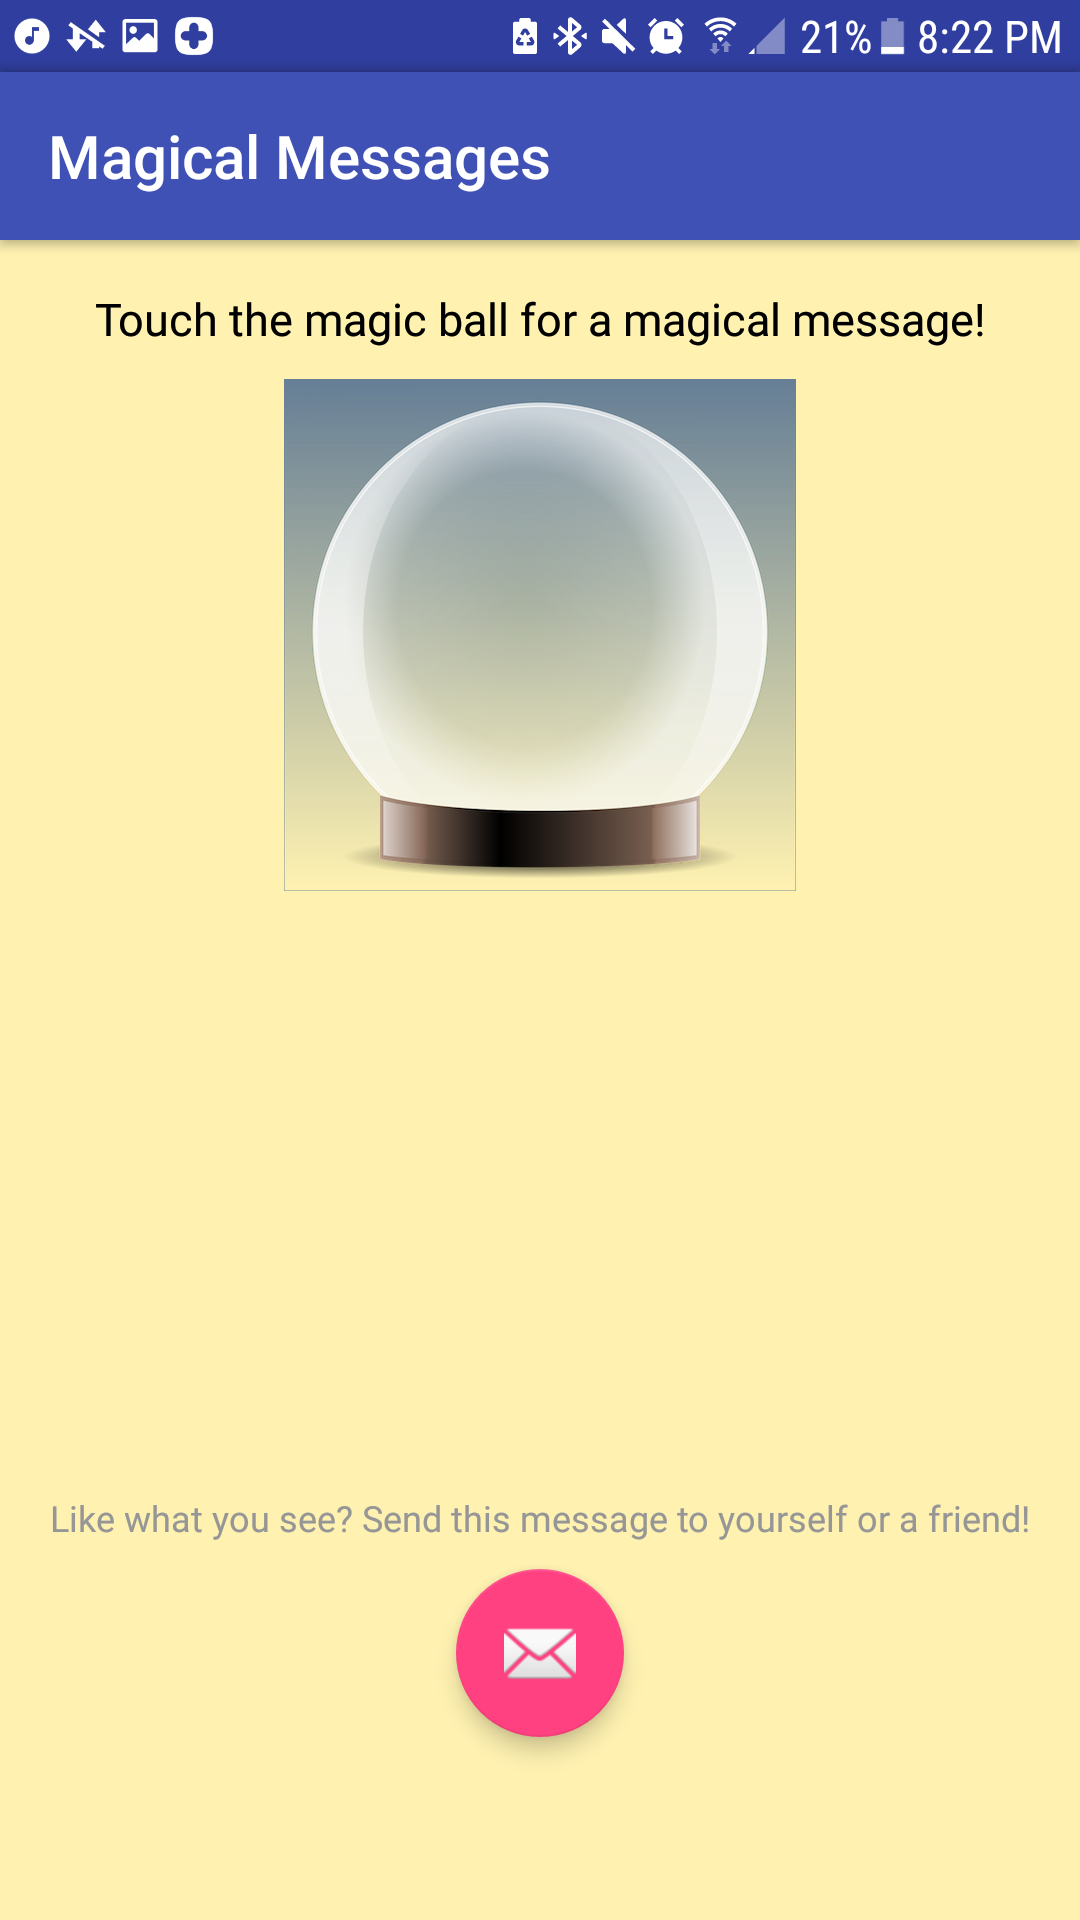 21% 8:22 PM
Magical Messages
Touch the magic ball for a magical message!
Like what you see? Send this message to yourself or a friend!